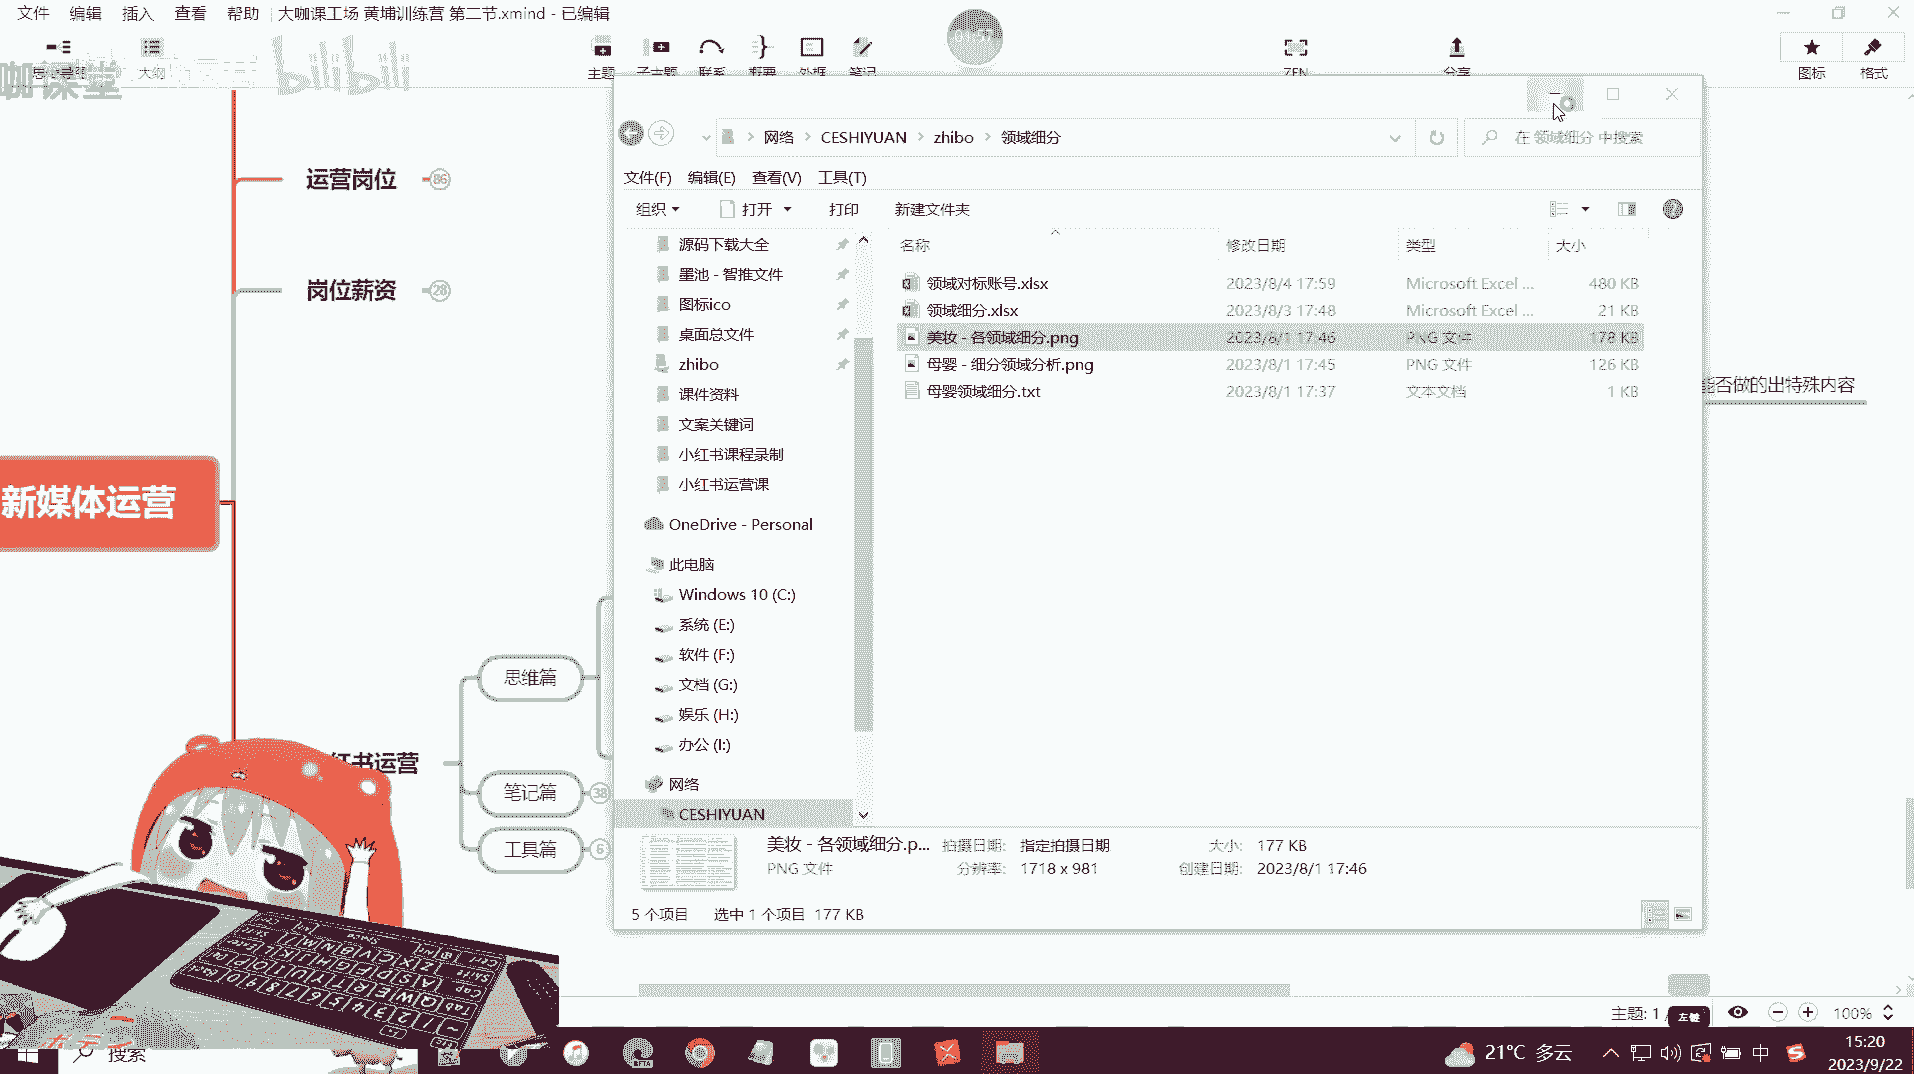 文件 编辑 插入 查看 帮助 大咖课工场 黄埔训练营 第二节.xmind - 已编辑
咖课堂
bilibili
大纲
主题 子主题 联系 概要 外框 笔记
ZEN
分享
图标 格式
网络 CESHIYUAN zhibo 领域细分
在 领域细分 中搜索
文件(F) 编辑(E) 查看(V) 工具(T)
组织 打开 打印 新建文件夹
名称 修改日期 类型 大小
领域对标账号.xlsx 2023/8/4 17:59 Microsoft Excel ... 480 KB
领域细分.xlsx 2023/8/3 17:48 Microsoft Excel ... 21 KB
美妆 - 各领域细分.png 2023/8/1 17:46 PNG 文件 178 KB
母婴 - 细分领域分析.png 2023/8/1 17:45 PNG 文件 126 KB
母婴领域细分.txt 2023/8/1 17:37 文本文档 1 KB
源码下载大全
墨池 - 智推文件
图标ico
桌面总文件
zhibo
课件资料
文案关键词
小红书课程录制
小红书运营课
OneDrive - Personal
此电脑
Windows 10 (C:)
系统 (E:)
软件 (F:)
文档 (G:)
娱乐 (H:)
办公 (I:)
网络
CESHIYUAN
美妆 - 各领域细分.p... 拍摄日期: 指定拍摄日期 大小: 177 KB
PNG 文件 分辨率: 1718 x 981 创建日期: 2023/8/1 17:46
5 个项目 选中 1 个项目 177 KB
运营岗位 86
岗位薪资 28
新媒体运营
能否做的出特殊内容
思维篇
红书运营
笔记篇 38
工具篇 6
主题: 1
左键
100%
搜索
BETA
21°C 多云
中
15:20
2023/9/22